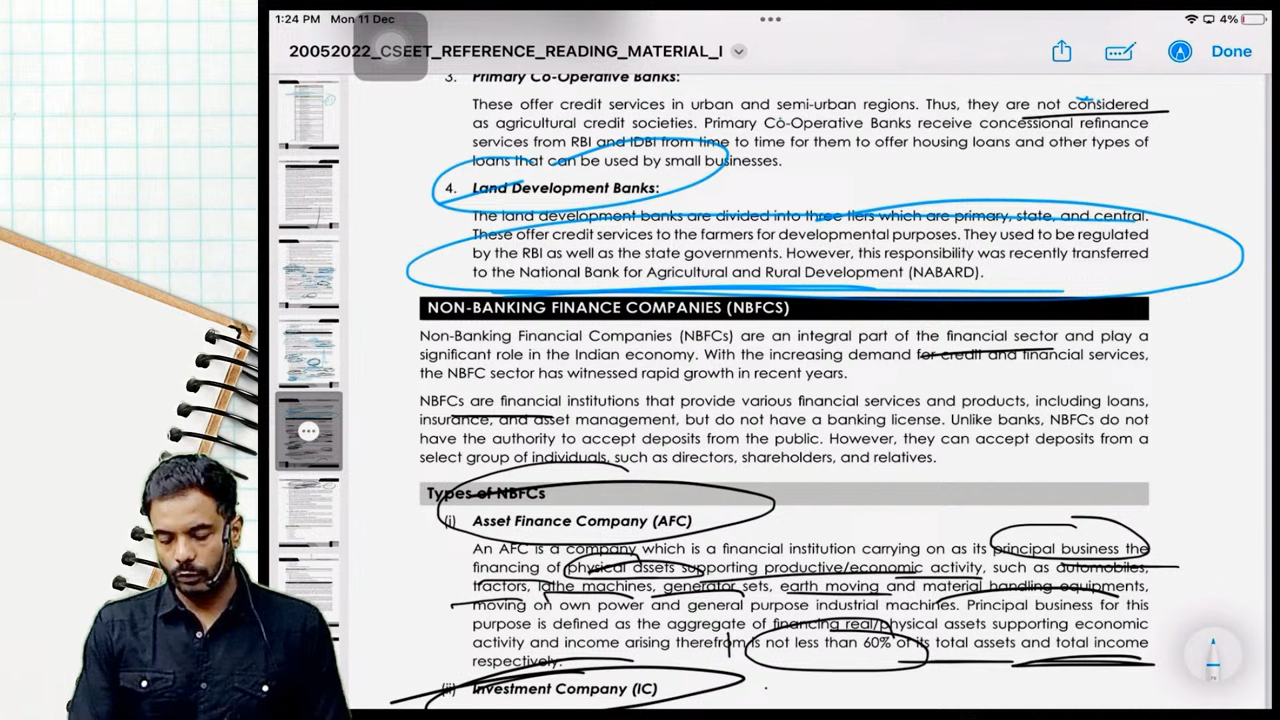 1:24 PM Mon 11 Dec
4%
20052022_CSEET_REFERENCE_READING_MATERIAL_I
Done
3. Primary Co-Operative Banks:
These offer credit services in urban and semi-urban regions. Thus, they are not considered
agriculture credit societies. Primary Co-Opative Banks receive concessional refinance
services from RBI and IDBI from time to time for them to offer housing loans and other types of
loans that can be used by small businesses.
4. Land Development Banks:
The land development banks are divided into three tiers which are primary, state, and central.
These offer credit services to the farmers for developmental purposes. They used to be regulated
by the RBI as well as the state governments. However, this responsibility was recently transferred
to the National Bank for Agricultural and Rural Development (NABARD)
NON-BANKING FINANCE COMPANIES (NBFCS)
Non-Banking Finance Companies (NBFCs) are an integral part of the financial sector and play a
significant role in the Indian economy. With the increasing demand for credit and financial services,
the NBFC sector has witnessed rapid growth in recent years.
NBFCs are financial institutions that provide various financial services and products, including loans,
insurance, and asset management, but do not have a banking license. Unlike banks, NBFCs do not
have the authority to accept deposits from the public. However, they can accept deposits from a
select group of individuals, such as directors, shareholders, and relatives.
Types of NBFCs
(i) Asset Finance Company (AFC)
An AFC is a company which is a financial institution carrying on as its principal business the
financing of physical assets supporting productive/economic activity, such as automobiles,
tractors, lathe machines, generator sets, earth moving and material handling equipments,
moving on own power and general purpose industrial machines. Principal business for this
purpose is defined as the aggregate of financing real/physical assets supporting economic
activity and income arising therefrom is not less than 60% of its total assets and total income
respectively.
(ii) Investment Company (IC)